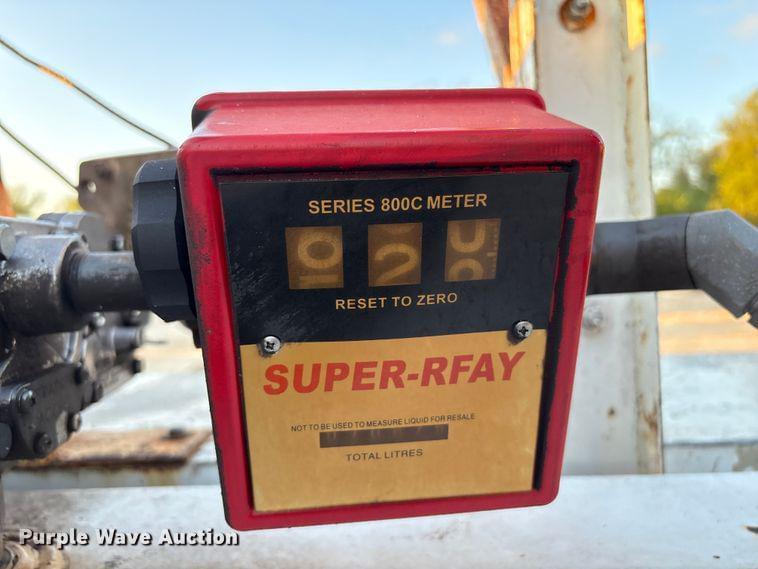 SERIES 800C METER
RESET TO ZERO
SUPER-RFAY
NOT TO BE USED TO MEASURE LIQUID FOR RESALE
TOTAL LITRES
Purple Wave Auction